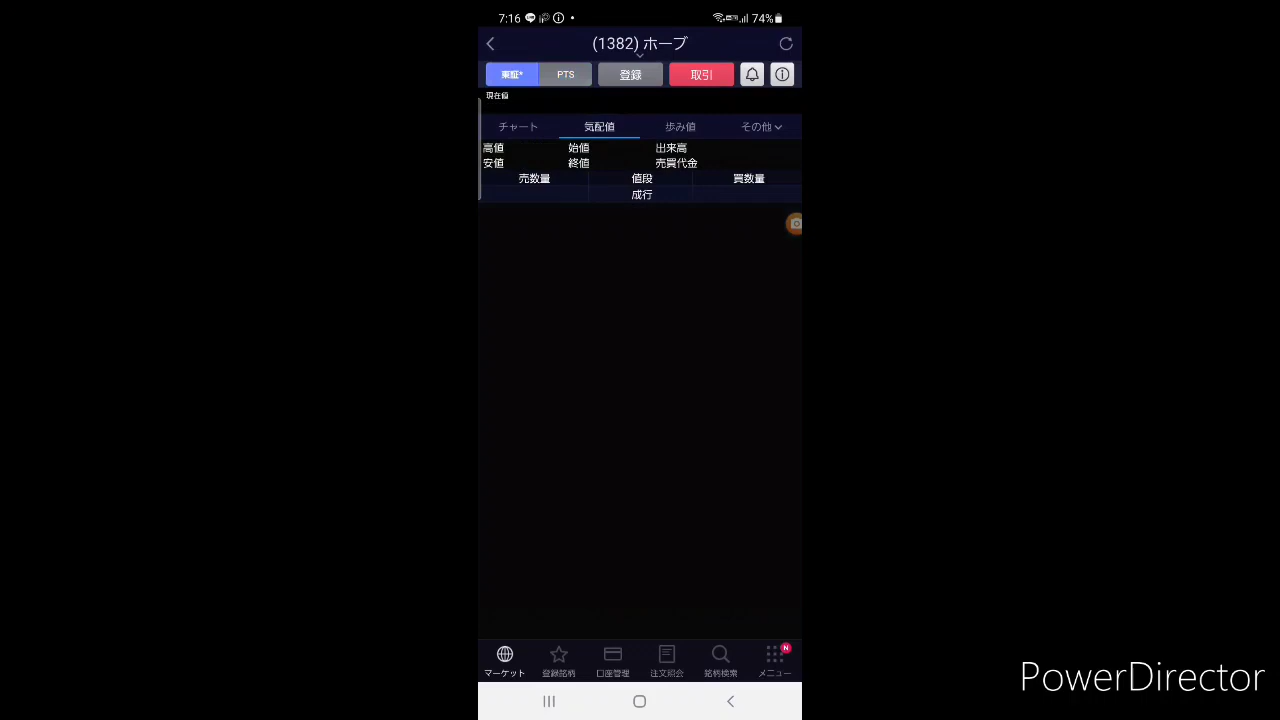 7:16 74%
(1382) ホーブ
東証* PTS 登録 取引
現在値
チャート 気配値 歩み値 その他
高値 始値 出来高
安値 終値 売買代金
売数量 値段 買数量
成行
N
マーケット 登録銘柄 口座管理 注文照会 銘柄検索 メニュー
PowerDirector